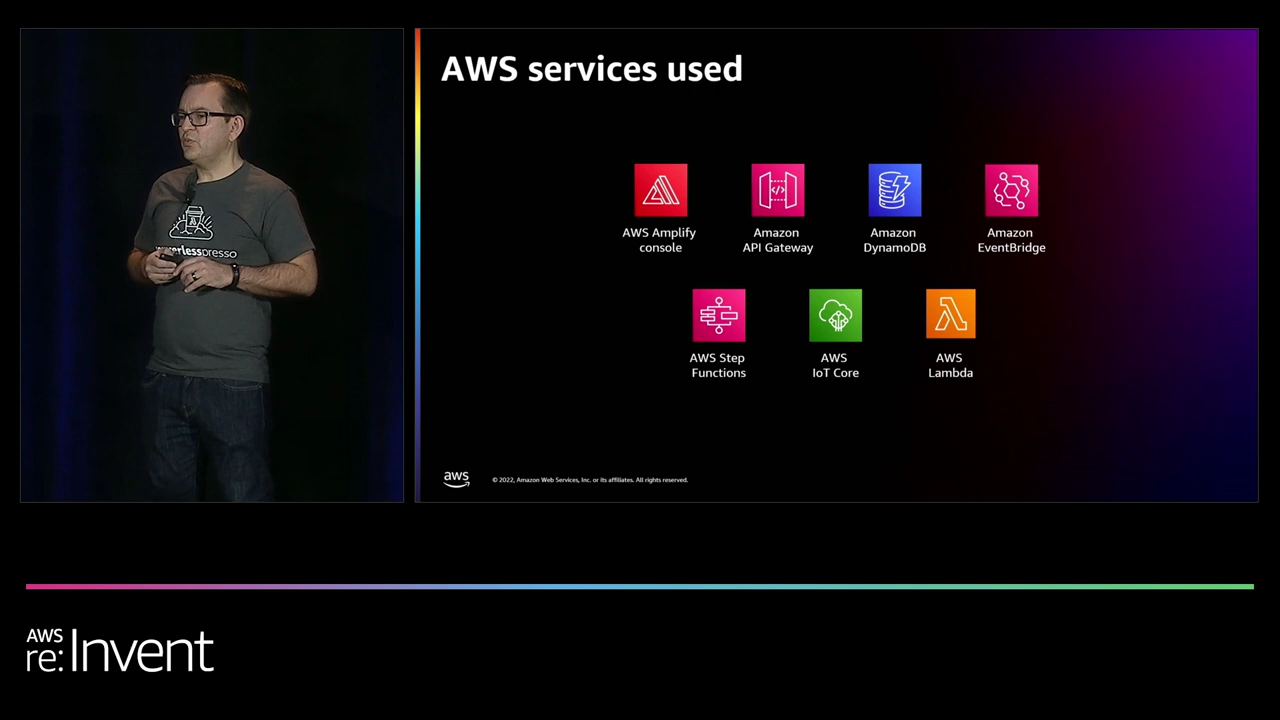 AWS services used
AWS Amplify
console
Amazon
API Gateway
Amazon
DynamoDB
Amazon
EventBridge
AWS Step
Functions
AWS
IoT Core
AWS
Lambda
aws
© 2022, Amazon Web Services, Inc. or its affiliates. All rights reserved.
AWS
re:Invent